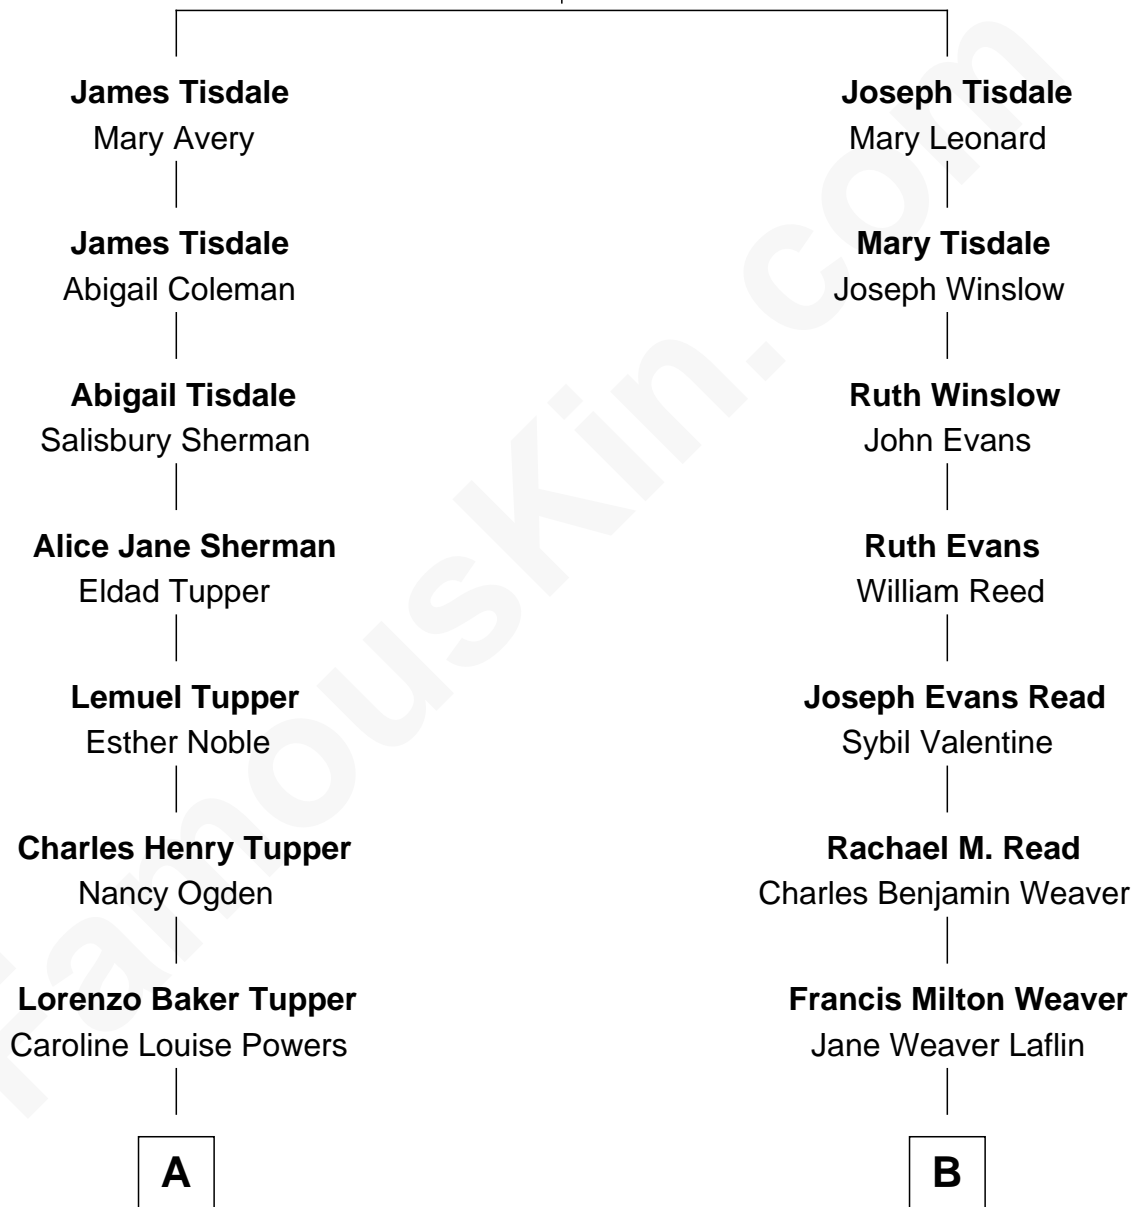 James Tisdale
Mary Avery
James Tisdale
Abigail Coleman
Abigail Tisdale
Salisbury Sherman
Alice Jane Sherman
Eldad Tupper
Lemuel Tupper
Esther Noble
Charles Henry Tupper
Nancy Ogden
Lorenzo Baker Tupper
Caroline Louise Powers
A
Joseph Tisdale
Mary Leonard
Mary Tisdale
Joseph Winslow
Ruth Winslow
John Evans
Ruth Evans
William Reed
Joseph Evans Read
Sybil Valentine
Rachael M. Read
Charles Benjamin Weaver
Francis Milton Weaver
Jane Weaver Laflin
B
FamousKin.com